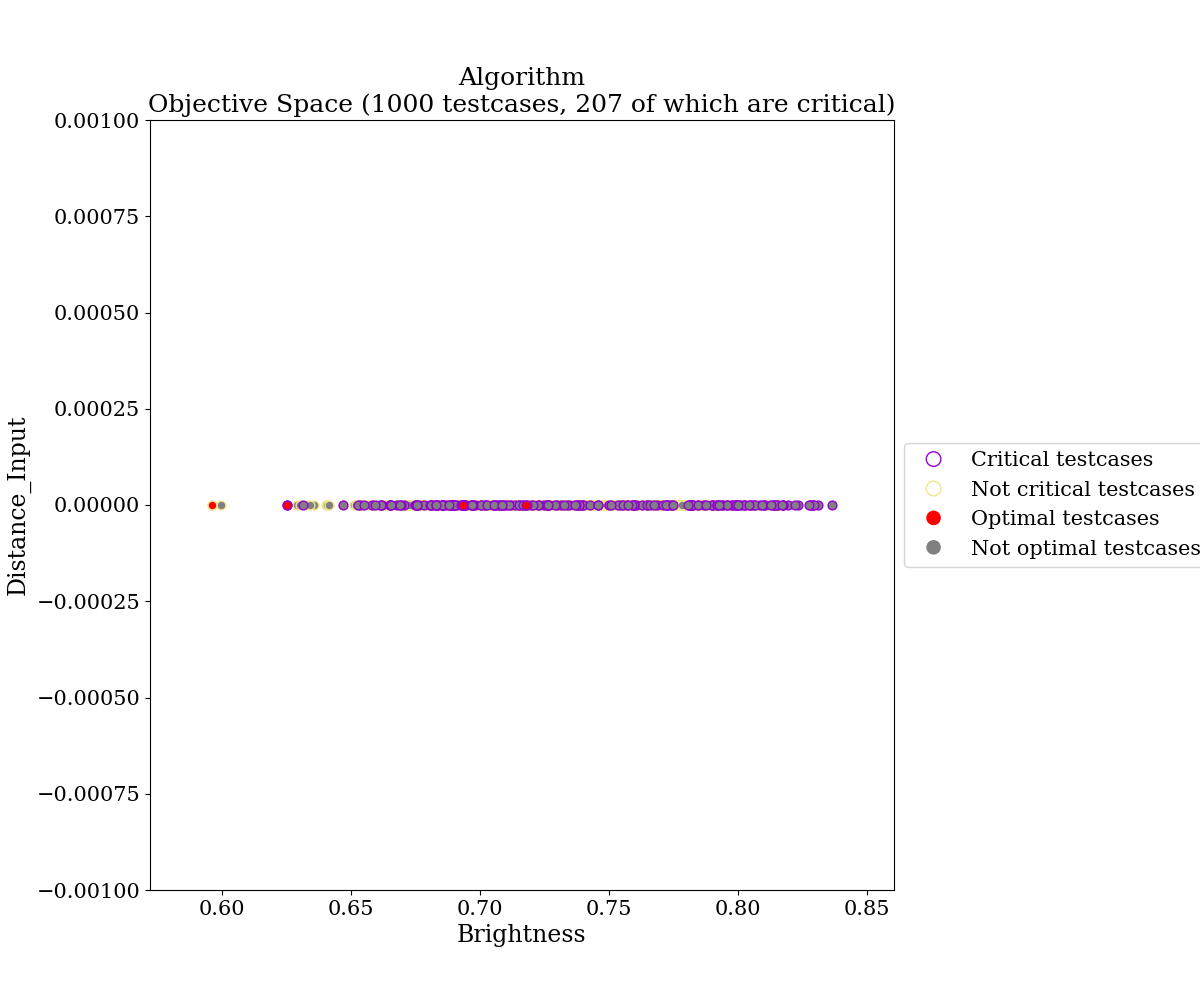 Algorithm
Objective Space (1000 testcases, 207 of which are critical)
0.00100
0.00075
0.00050
0.00025
0.00000
−0.00025
−0.00050
−0.00075
−0.00100
Distance_Input
0.60 0.65 0.70 0.75 0.80 0.85
Brightness
Critical testcases
Not critical testcases
Optimal testcases
Not optimal testcases